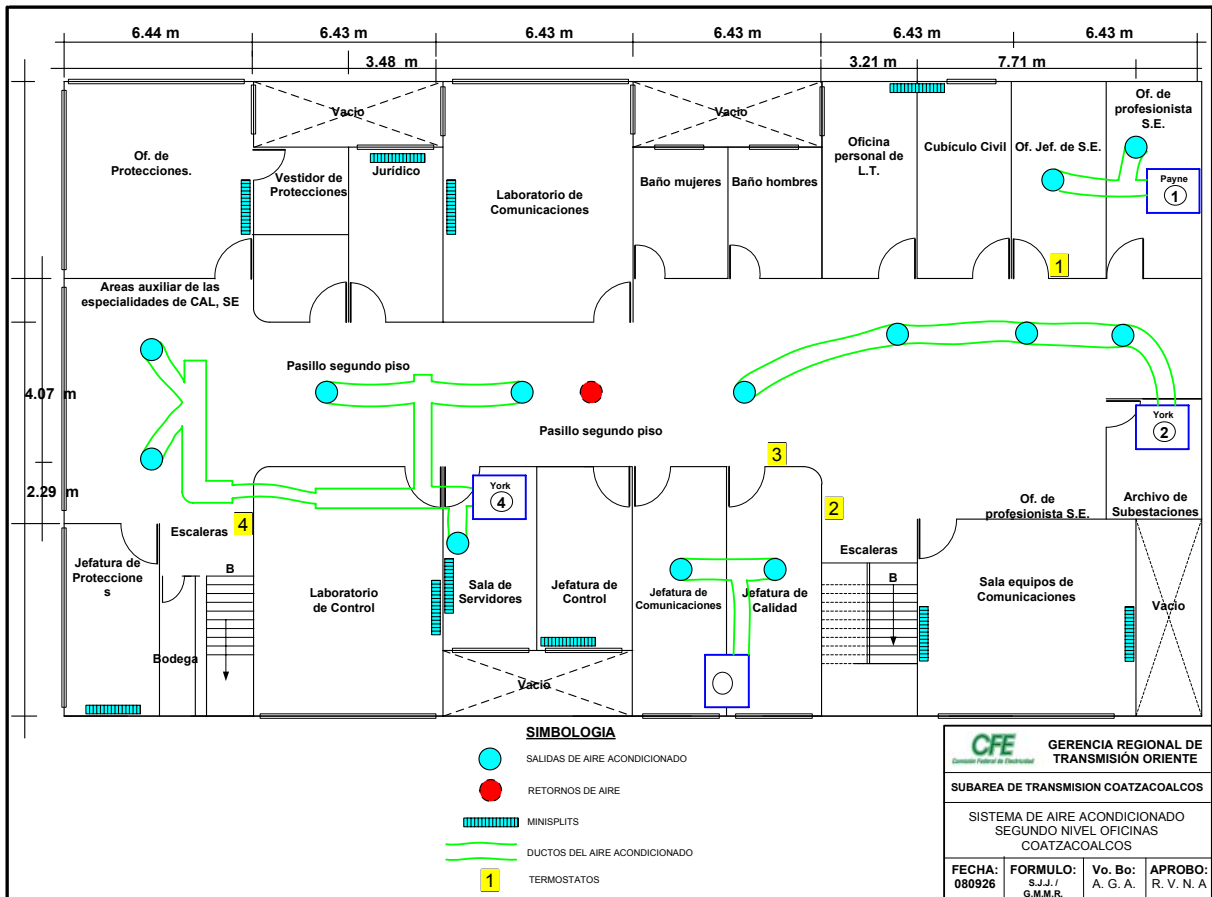 6.44 m
6.43 m
6.43 m
6.43 m
6.43 m
6.43 m
3.48 m
3.21 m
7.71 m
4.07 m
2.29 m
Of. de
Protecciones.
Vacio
Vestidor de
Protecciones
Jurídico
Laboratorio de
Comunicaciones
Vacio
Baño mujeres
Baño hombres
Oficina
personal de
L.T.
Cubículo Civil
Of. Jef. de S.E.
Of. de
profesionista
S.E.
Payne
1
1
Areas auxiliar de las
especialidades de CAL, SE
Pasillo segundo piso
Pasillo segundo piso
York
2
3
York
4
2
4
Of. de
profesionista S.E.
Archivo de
Subestaciones
Escaleras
B
Jefatura de
Proteccione
s
Bodega
Laboratorio
de Control
Sala de
Servidores
Jefatura de
Control
Jefatura de
Comunicaciones
Jefatura de
Calidad
Escaleras
B
Sala equipos de
Comunicaciones
Vacio
Vacio
SIMBOLOGIA
SALIDAS DE AIRE ACONDICIONADO
RETORNOS DE AIRE
MINISPLITS
DUCTOS DEL AIRE ACONDICIONADO
1
TERMOSTATOS
CFE
Comisión Federal de Electricidad
GERENCIA REGIONAL DE
TRANSMISIÓN ORIENTE
SUBAREA DE TRANSMISION COATZACOALCOS
SISTEMA DE AIRE ACONDICIONADO
SEGUNDO NIVEL OFICINAS
COATZACOALCOS
FECHA:
080926
FORMULO:
S.J.J. /
G.M.M.R.
Vo. Bo:
A. G. A.
APROBO:
R. V. N. A